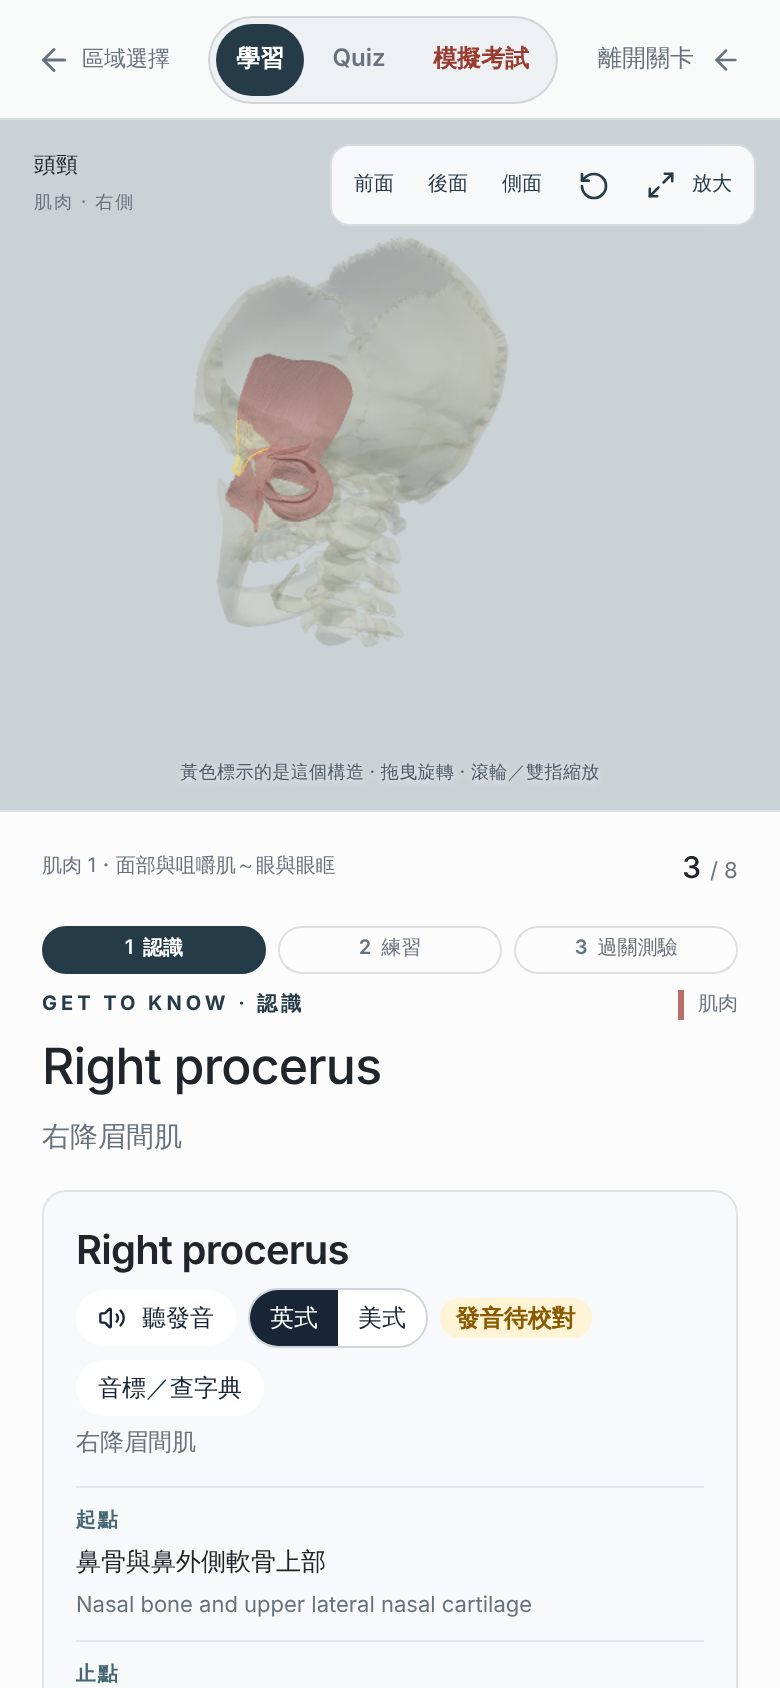 區域選擇
學習
Quiz
模擬考試
離開關卡
頭頸
肌肉 · 右側
前面
後面
側面
放大
黃色標示的是這個構造 · 拖曳旋轉 · 滾輪／雙指縮放
肌肉 1 · 面部與咀嚼肌～眼與眼眶
3 / 8
1 認識
2 練習
3 過關測驗
GET TO KNOW · 認識
肌肉
Right procerus
右降眉間肌
Right procerus
聽發音
英式
美式
發音待校對
音標／查字典
右降眉間肌
起點
鼻骨與鼻外側軟骨上部
Nasal bone and upper lateral nasal cartilage
止點